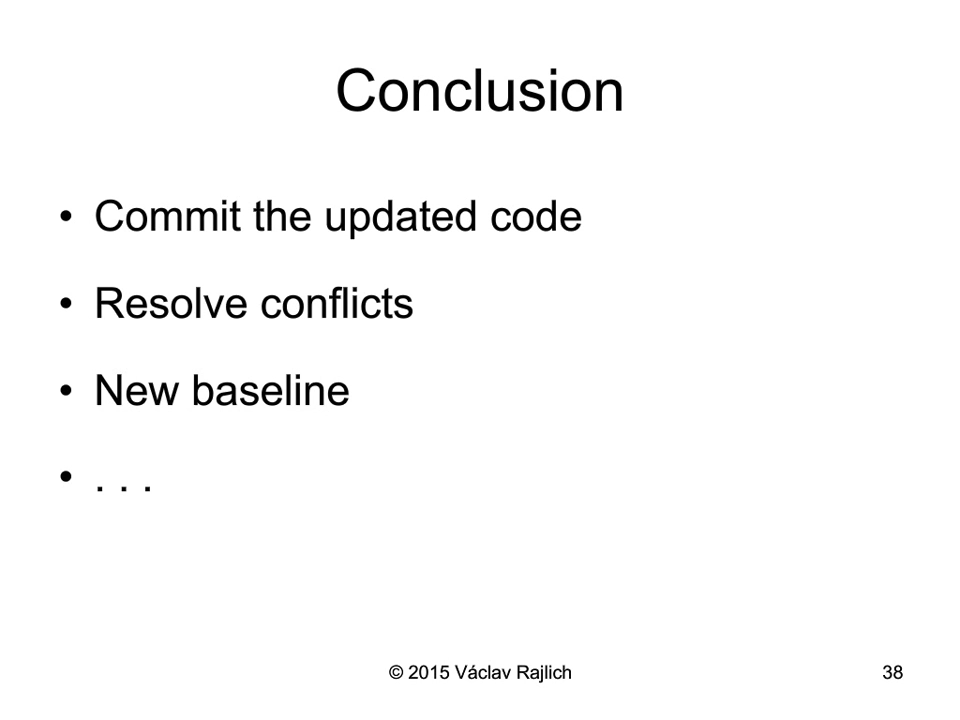 Conclusion
• Commit the updated code
• Resolve conflicts
• New baseline
• . . .
© 2015 Václav Rajlich 38